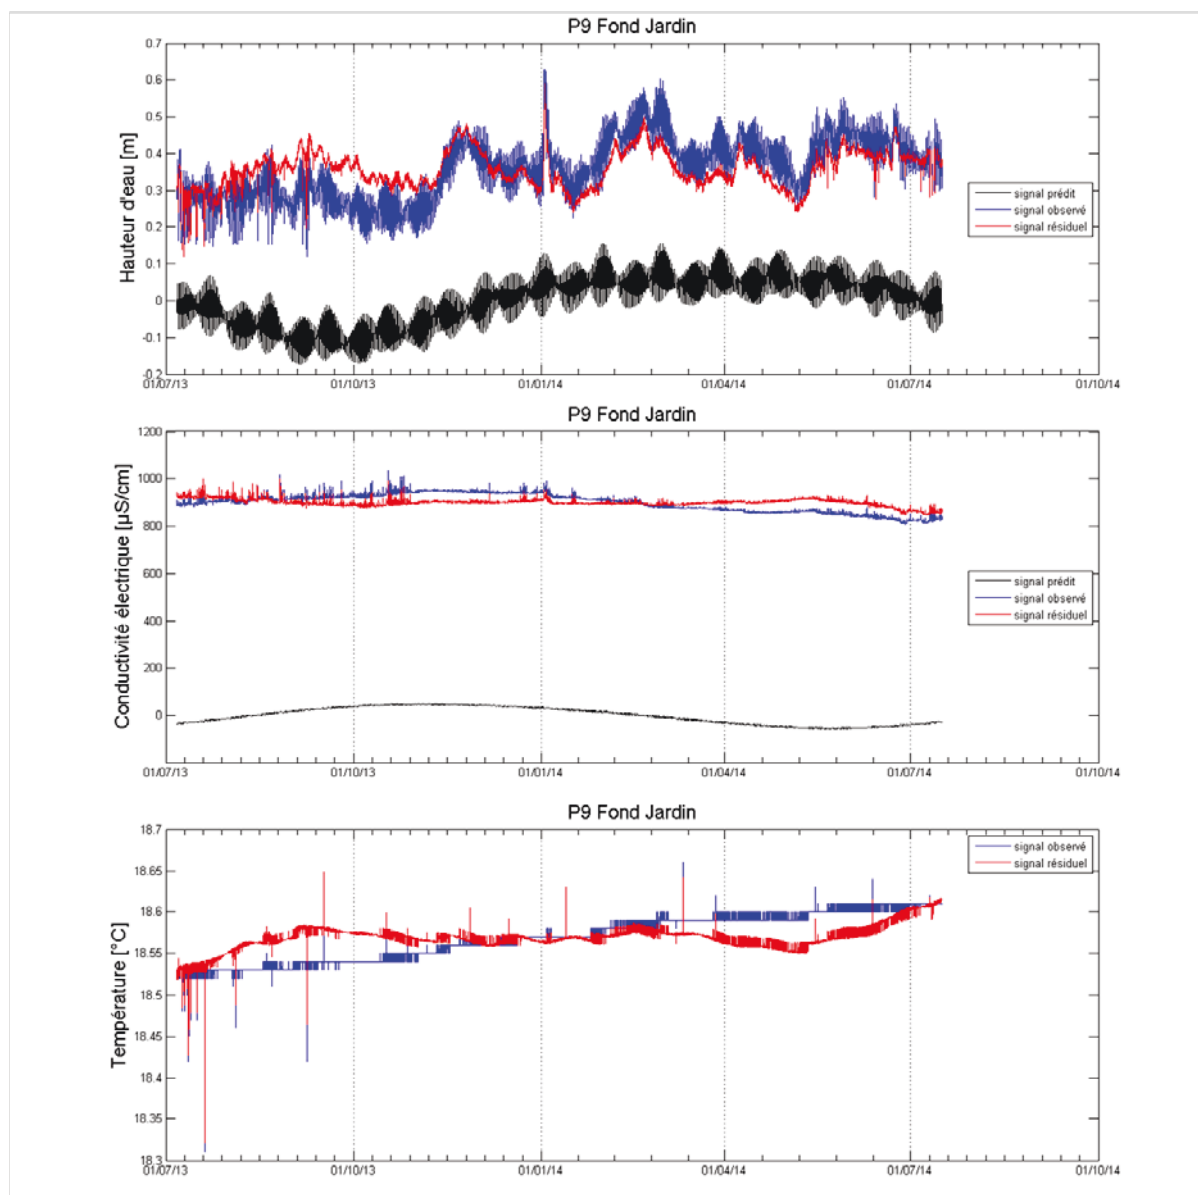 P9 Fond Jardin
Hauteur d'eau [m]
0.7
0.6
0.5
0.4
0.3
0.2
0.1
0
-0.1
-0.2
01/07/13 01/10/13 01/01/14 01/04/14 01/07/14 01/10/14
signal prédit
signal observé
signal résiduel
P9 Fond Jardin
Conductivité électrique [µS/cm]
1200
1000
800
600
400
200
0
01/07/13 01/10/13 01/01/14 01/04/14 01/07/14 01/10/14
signal prédit
signal observé
signal résiduel
P9 Fond Jardin
Température [°C]
18.7
18.65
18.6
18.55
18.5
18.45
18.4
18.35
18.3
01/07/13 01/10/13 01/01/14 01/04/14 01/07/14 01/10/14
signal observé
signal résiduel